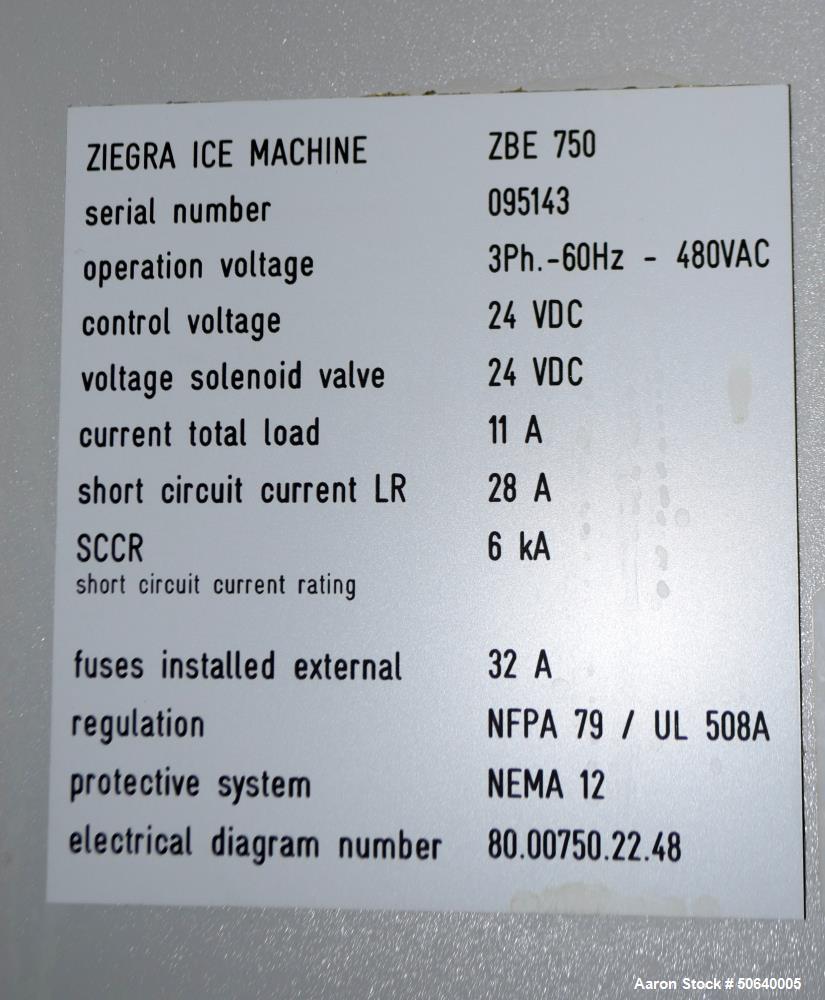 ZIEGRA ICE MACHINE ZBE 750
serial number 095143
operation voltage 3Ph.-60Hz - 480VAC
control voltage 24 VDC
voltage solenoid valve 24 VDC
current total load 11 A
short circuit current LR 28 A
SCCR 6 kA
short circuit current rating
fuses installed external 32 A
regulation NFPA 79 / UL 508A
protective system NEMA 12
electrical diagram number 80.00750.22.48
Aaron Stock # 50640005